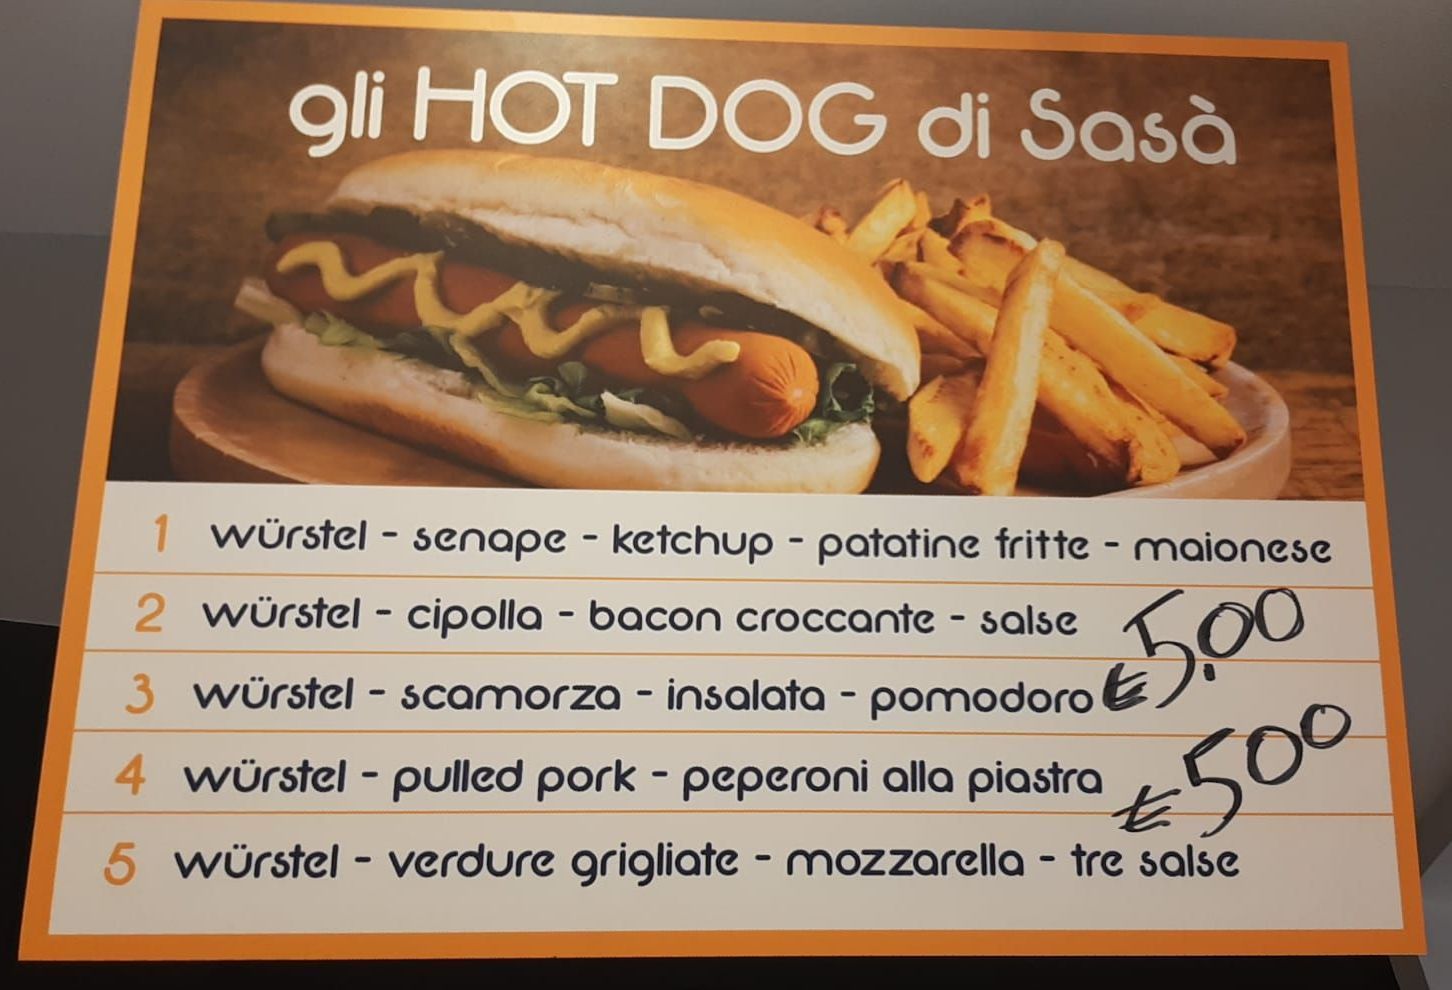 gli HOT DOG di Sasà
1 würstel - senape - ketchup - patatine fritte - maionese
2 würstel - cipolla - bacon croccante - salse
€5.00
3 würstel - scamorza - insalata - pomodoro
4 würstel - pulled pork - peperoni alla piastra
€500
5 würstel - verdure grigliate - mozzarella - tre salse